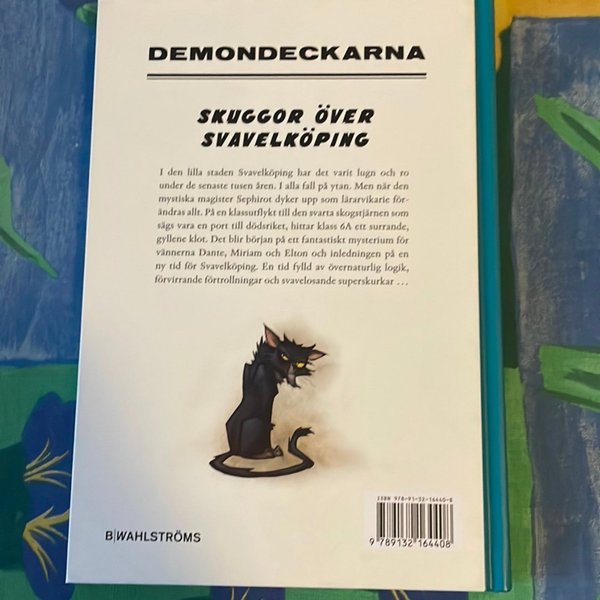 DEMONDECKARNA
SKUGGOR ÖVER
SVAVELKÖPING
I den lilla staden Svavelköping har det varit lugn och ro
under de senaste tusen åren. I alla fall på ytan. Men när den
mystiska magister Sephirot dyker upp som lärarvikarie för-
ändras allt. På en klassutflykt till den svarta skogstjärnen som
sägs vara en port till dödsriket, hittar klass 6A ett surrande,
gyllene klot. Det blir början på ett fantastiskt mysterium för
vännerna Dante, Miriam och Elton och inledningen på en
ny tid för Svavelköping. En tid fylld av övernaturlig logik,
förvirrande förtrollningar och svavelosande superskurkar …
ISBN 978-91-32-16440-8
9 789132 164408
B|WAHLSTRÖMS